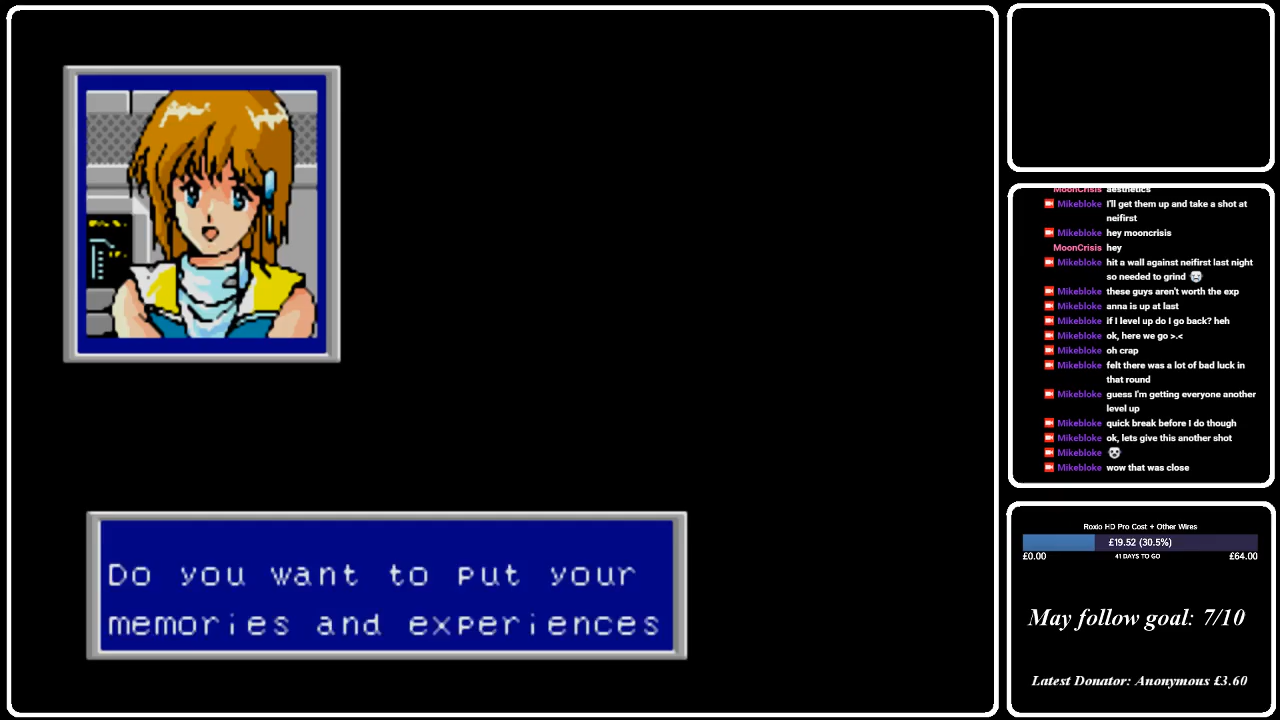 Do you want to put your
memories and experiences
MoonCrisis aesthetics
Mikebloke I'll get them up and take a shot at
neifirst
Mikebloke hey mooncrisis
MoonCrisis hey
Mikebloke hit a wall against neifirst last night
so needed to grind
Mikebloke these guys aren't worth the exp
Mikebloke anna is up at last
Mikebloke if I level up do I go back? heh
Mikebloke ok, here we go >.<
Mikebloke oh crap
Mikebloke felt there was a lot of bad luck in
that round
Mikebloke guess I'm getting everyone another
level up
Mikebloke quick break before I do though
Mikebloke ok, lets give this another shot
Mikebloke
Mikebloke wow that was close
Roxio HD Pro Cost + Other Wires
£19.52 (30.5%)
£0.00 41 DAYS TO GO £64.00
May follow goal: 7/10
Latest Donator: Anonymous £3.60